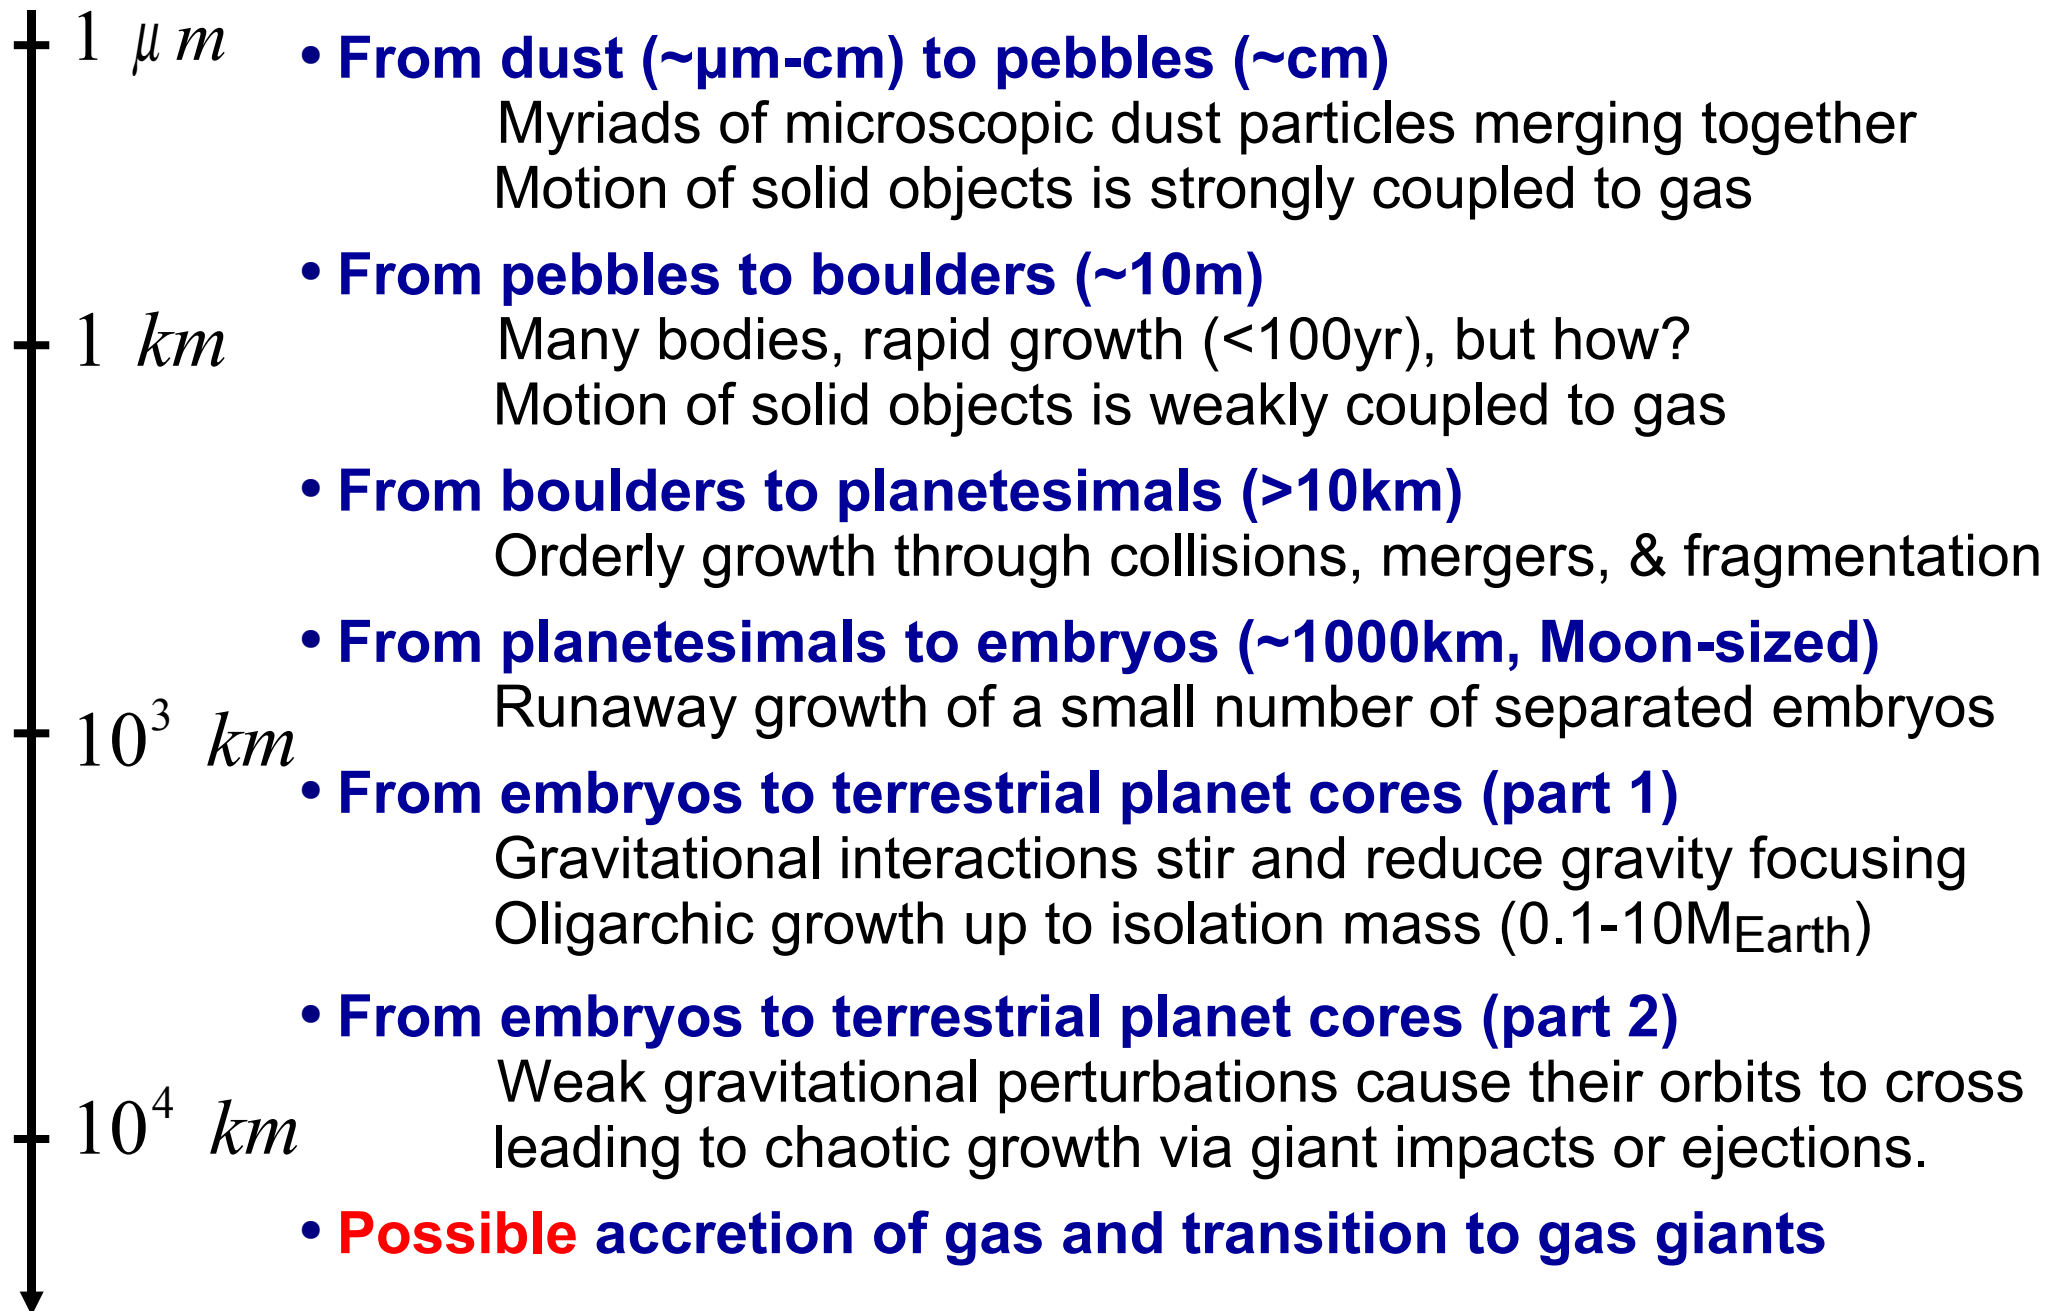 1 μm
• From dust (~µm-cm) to pebbles (~cm)
Myriads of microscopic dust particles merging together
Motion of solid objects is strongly coupled to gas
• From pebbles to boulders (~10m)
1 km
Many bodies, rapid growth (<100yr), but how?
Motion of solid objects is weakly coupled to gas
• From boulders to planetesimals (>10km)
Orderly growth through collisions, mergers, & fragmentation
• From planetesimals to embryos (~1000km, Moon-sized)
Runaway growth of a small number of separated embryos
10³ km
• From embryos to terrestrial planet cores (part 1)
Gravitational interactions stir and reduce gravity focusing
Oligarchic growth up to isolation mass (0.1-10M_Earth)
• From embryos to terrestrial planet cores (part 2)
Weak gravitational perturbations cause their orbits to cross
10⁴ km
leading to chaotic growth via giant impacts or ejections.
• Possible accretion of gas and transition to gas giants